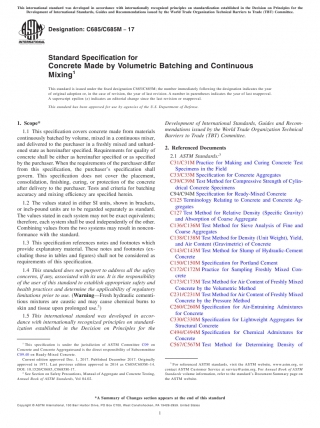 This international standard was developed in accordance with internationally recognized principles on standardization established in the Decision on Principles for the
Development of International Standards, Guides and Recommendations issued by the World Trade Organization Technical Barriers to Trade (TBT) Committee.
Designation: C685/C685M − 17
Standard Specification for
Concrete Made by Volumetric Batching and Continuous
Mixing1
This standard is issued under the fixed designation C685/C685M; the number immediately following the designation indicates the year
of original adoption or, in the case of revision, the year of last revision. A number in parentheses indicates the year of last reapproval.
A superscript epsilon (ε) indicates an editorial change since the last revision or reapproval.
This standard has been approved for use by agencies of the U.S. Department of Defense.
1. Scope*
1.1 This specification covers concrete made from materials
continuously batched by volume, mixed in a continuous mixer,
and delivered to the purchaser in a freshly mixed and unhard-
ened state as hereinafter specified. Requirements for quality of
concrete shall be either as hereinafter specified or as specified
by the purchaser. When the requirements of the purchaser differ
from this specification, the purchaser's specification shall
govern. This specification does not cover the placement,
consolidation, finishing, curing, or protection of the concrete
after delivery to the purchaser. Tests and criteria for batching
accuracy and mixing efficiency are specified herein.
1.2 The values stated in either SI units, shown in brackets,
or inch-pound units are to be regarded separately as standard.
The values stated in each system may not be exact equivalents;
therefore, each system shall be used independently of the other.
Combining values from the two systems may result in noncon-
formance with the standard.
1.3 This specification references notes and footnotes which
provide explanatory material. These notes and footnotes (ex-
cluding those in tables and figures) shall not be considered as
requirements of this specification.
1.4 This standard does not purport to address all the safety
concerns, if any, associated with its use. It is the responsibility
of the user of this standard to establish appropriate safety and
health practices and determine the applicability of regulatory
limitations prior to use. (Warning—Fresh hydraulic cementi-
tious mixtures are caustic and may cause chemical burns to
skin and tissue upon prolonged use.)
1.5 This international standard was developed in accor-
dance with internationally recognized principles on standard-
ization established in the Decision on Principles for the
Development of International Standards, Guides and Recom-
mendations issued by the World Trade Organization Technical
Barriers to Trade (TBT) Committee.
2. Referenced Documents
2.1 ASTM Standards:
C31/C31M Practice for Making and Curing Concrete Test
Specimens in the Field
C33/C33M Specification for Concrete Aggregates
C39/C39M Test Method for Compressive Strength of Cylin-
drical Concrete Specimens
C94/C94M Specification for Ready-Mixed Concrete
C125 Terminology Relating to Concrete and Concrete Ag-
gregates
C127 Test Method for Relative Density (Specific Gravity)
and Absorption of Coarse Aggregate
C136/C136M Test Method for Sieve Analysis of Fine and
Coarse Aggregates
C138/C138M Test Method for Density (Unit Weight), Yield,
and Air Content (Gravimetric) of Concrete
C143/C143M Test Method for Slump of Hydraulic-Cement
Concrete
C150/C150M Specification for Portland Cement
C172/C172M Practice for Sampling Freshly Mixed Con-
crete
C173/C173M Test Method for Air Content of Freshly Mixed
Concrete by the Volumetric Method
C231/C231M Test Method for Air Content of Freshly Mixed
Concrete by the Pressure Method
C260/C260M Specification for Air-Entraining Admixtures
for Concrete
C330/C330M Specification for Lightweight Aggregates for
Structural Concrete
C494/C494M Specification for Chemical Admixtures for
Concrete
C567/C567M Test Method for Determining Density of
1 This specification is under the jurisdiction of ASTM Committee C09 on
Concrete and Concrete Aggregates and is the direct responsibility of Subcommittee
C09.40 on Ready-Mixed Concrete.
Current edition approved Dec. 1, 2017. Published December 2017. Originally
approved in 1971. Last previous edition approved in 2014 as C685/C685M–14.
DOI: 10.1520/C0685_C0685M-17.
2 See Section on Safety Precautions, Manual of Aggregate and Concrete Testing,
Annual Book of ASTM Standards, Vol 04.02.
3 For referenced ASTM standards, visit the ASTM website, www.astm.org, or
contact ASTM Customer Service at service@astm.org. For Annual Book of ASTM
Standards volume information, refer to the standard's Document Summary page on
the ASTM website.
*A Summary of Changes section appears at the end of this standard
Copyright © ASTM International, 100 Barr Harbor Drive, PO Box C700, West Conshohocken, PA 19428-2959. United States
1